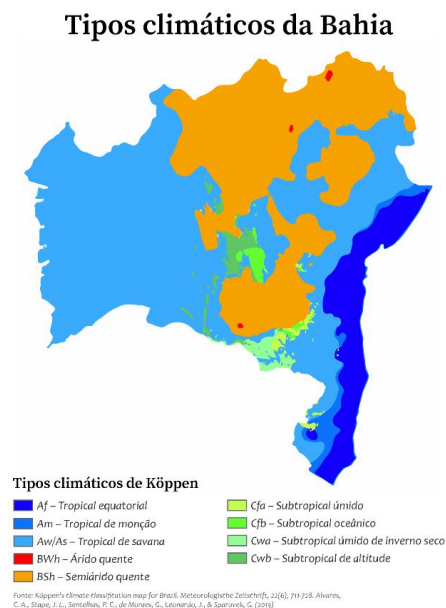 Tipos climáticos da Bahia
Tipos climáticos de Köppen
Af – Tropical equatorial
Am – Tropical de monção
Aw/As – Tropical de savana
BWh – Árido quente
BSh – Semiárido quente
Cfa – Subtropical úmido
Cfb – Subtropical oceânico
Cwa – Subtropical úmido de inverno seco
Cwb – Subtropical de altitude
Fonte: Köppen's climate classification map for Brazil. Meteorologische Zeitschrift, 22(6), 711-728. Alvares,
C. A., Stape, J. L., Sentelhas, P. C., de Moraes, G., Leonardo, J., & Sparovek, G. (2013)